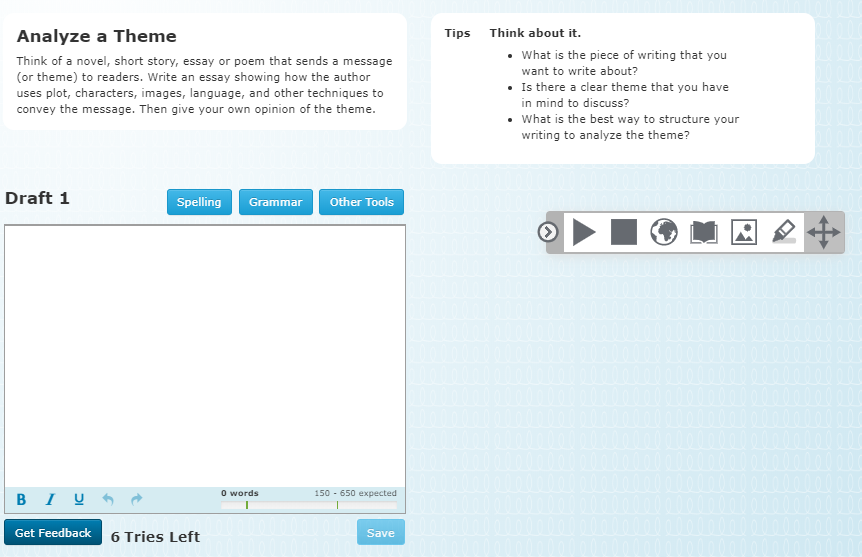 Analyze a Theme
Think of a novel, short story, essay or poem that sends a message
(or theme) to readers. Write an essay showing how the author
uses plot, characters, images, language, and other techniques to
convey the message. Then give your own opinion of the theme.
Tips
Think about it.
• What is the piece of writing that you
want to write about?
• Is there a clear theme that you have
in mind to discuss?
• What is the best way to structure your
writing to analyze the theme?
Draft 1
Spelling
Grammar
Other Tools
B I U
0 words
150 - 650 expected
Get Feedback
6 Tries Left
Save